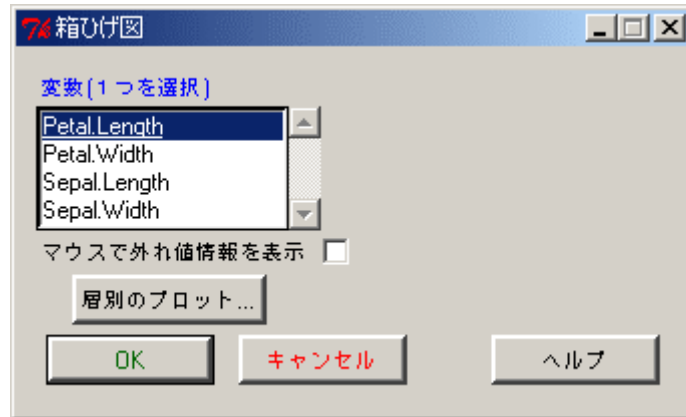 箱ひげ図
変数(1つを選択)
Petal.Length
Petal.Width
Sepal.Length
Sepal.Width
マウスで外れ値情報を表示
層別のプロット...
OK キャンセル ヘルプ